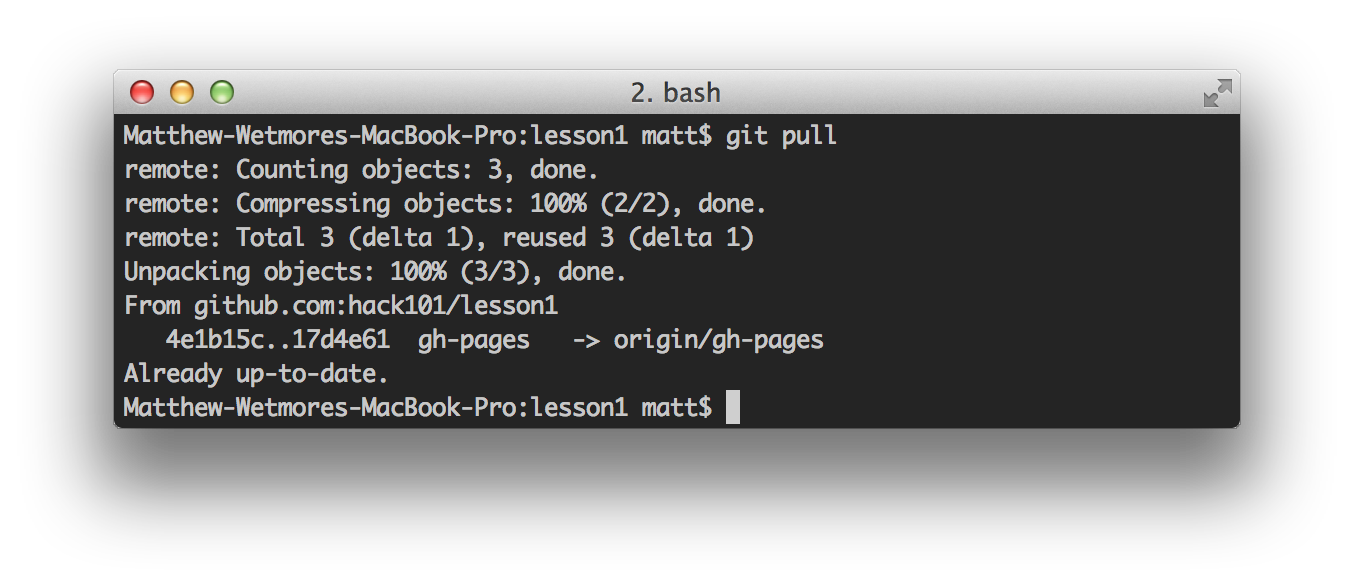 2. bash
Matthew-Wetmores-MacBook-Pro:lesson1 matt$ git pull
remote: Counting objects: 3, done.
remote: Compressing objects: 100% (2/2), done.
remote: Total 3 (delta 1), reused 3 (delta 1)
Unpacking objects: 100% (3/3), done.
From github.com:hack101/lesson1
   4e1b15c..17d4e61  gh-pages   -> origin/gh-pages
Already up-to-date.
Matthew-Wetmores-MacBook-Pro:lesson1 matt$